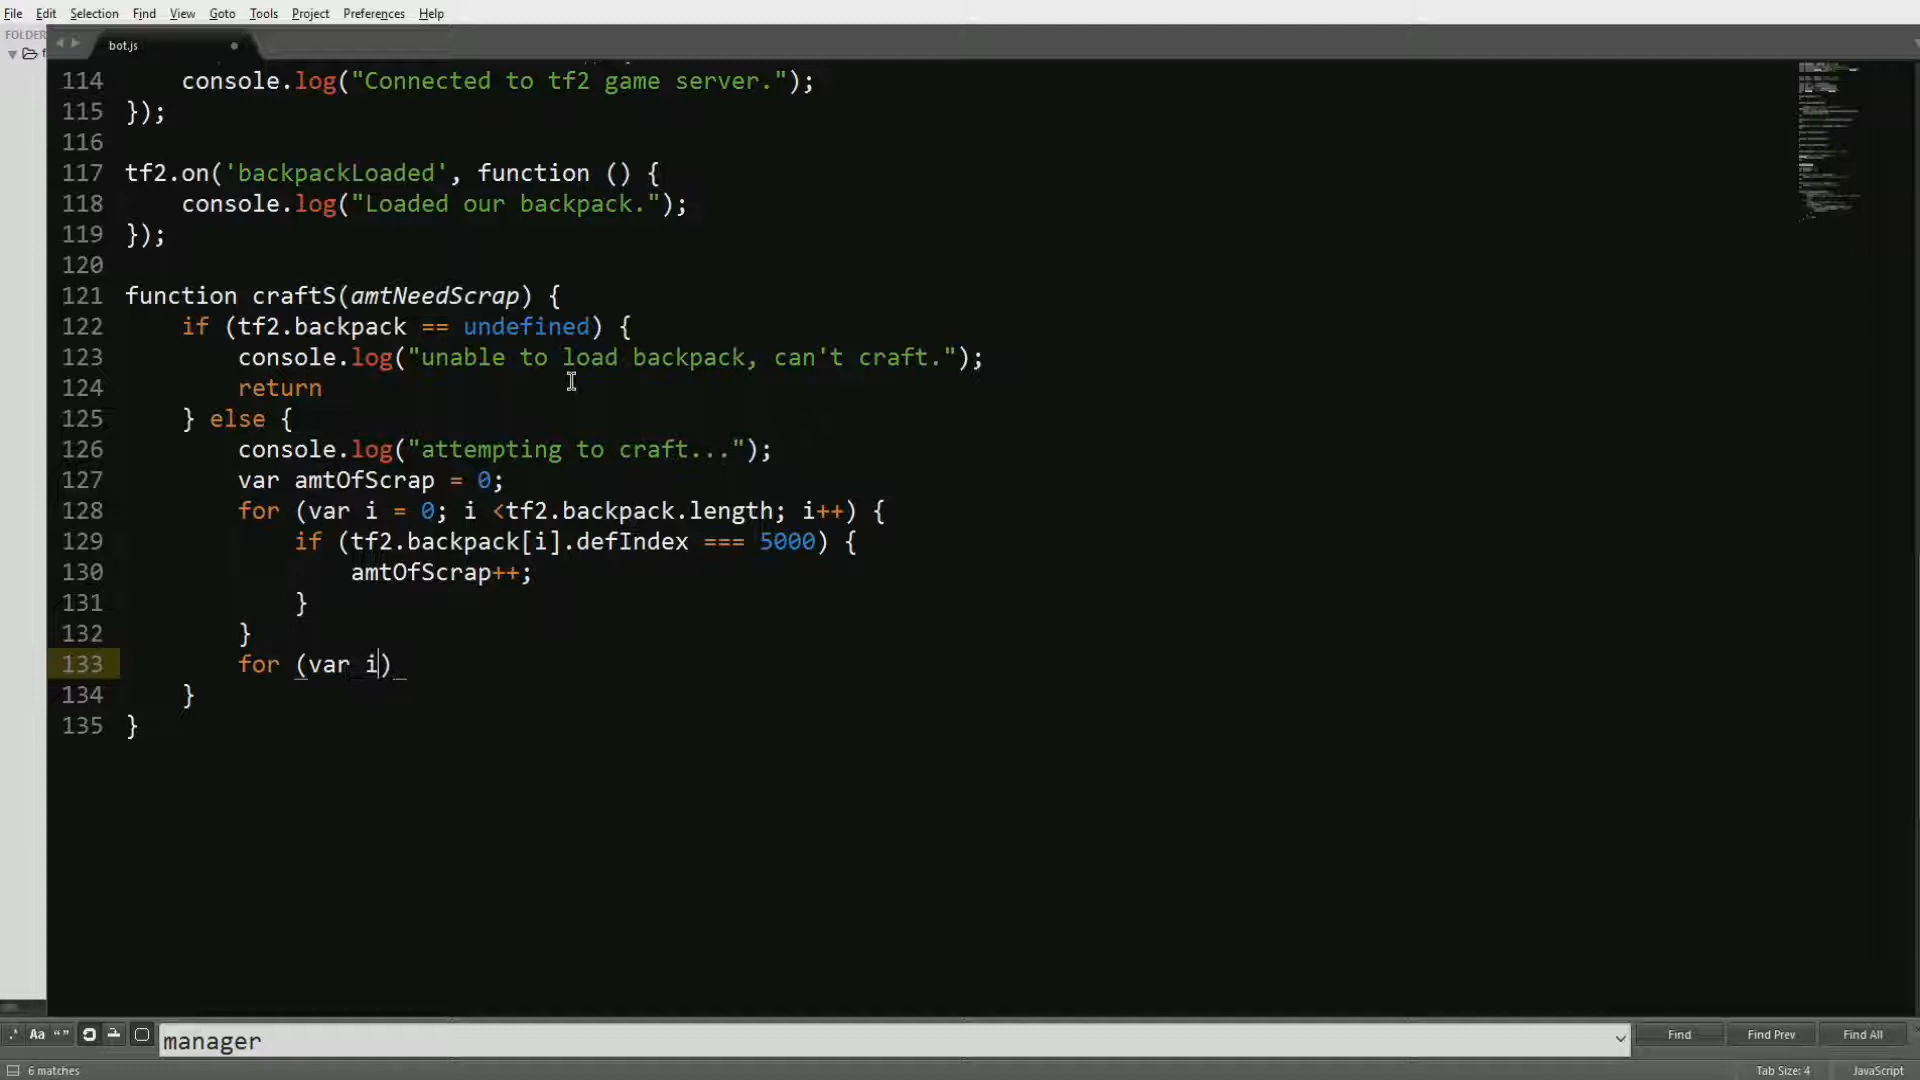 File Edit Selection Find View Goto Tools Project Preferences Help
FOLDER
bot.js
114 console.log("Connected to tf2 game server.");
115 });
116
117 tf2.on('backpackLoaded', function () {
118 console.log("Loaded our backpack.");
119 });
120
121 function craftS(amtNeedScrap) {
122 if (tf2.backpack == undefined) {
123 console.log("unable to load backpack, can't craft.");
124 return
125 } else {
126 console.log("attempting to craft...");
127 var amtOfScrap = 0;
128 for (var i = 0; i <tf2.backpack.length; i++) {
129 if (tf2.backpack[i].defIndex === 5000) {
130 amtOfScrap++;
131 }
132 }
133 for (var i)
134 }
135 }
.* Aa “” manager Find Find Prev Find All
6 matches Tab Size: 4 JavaScript